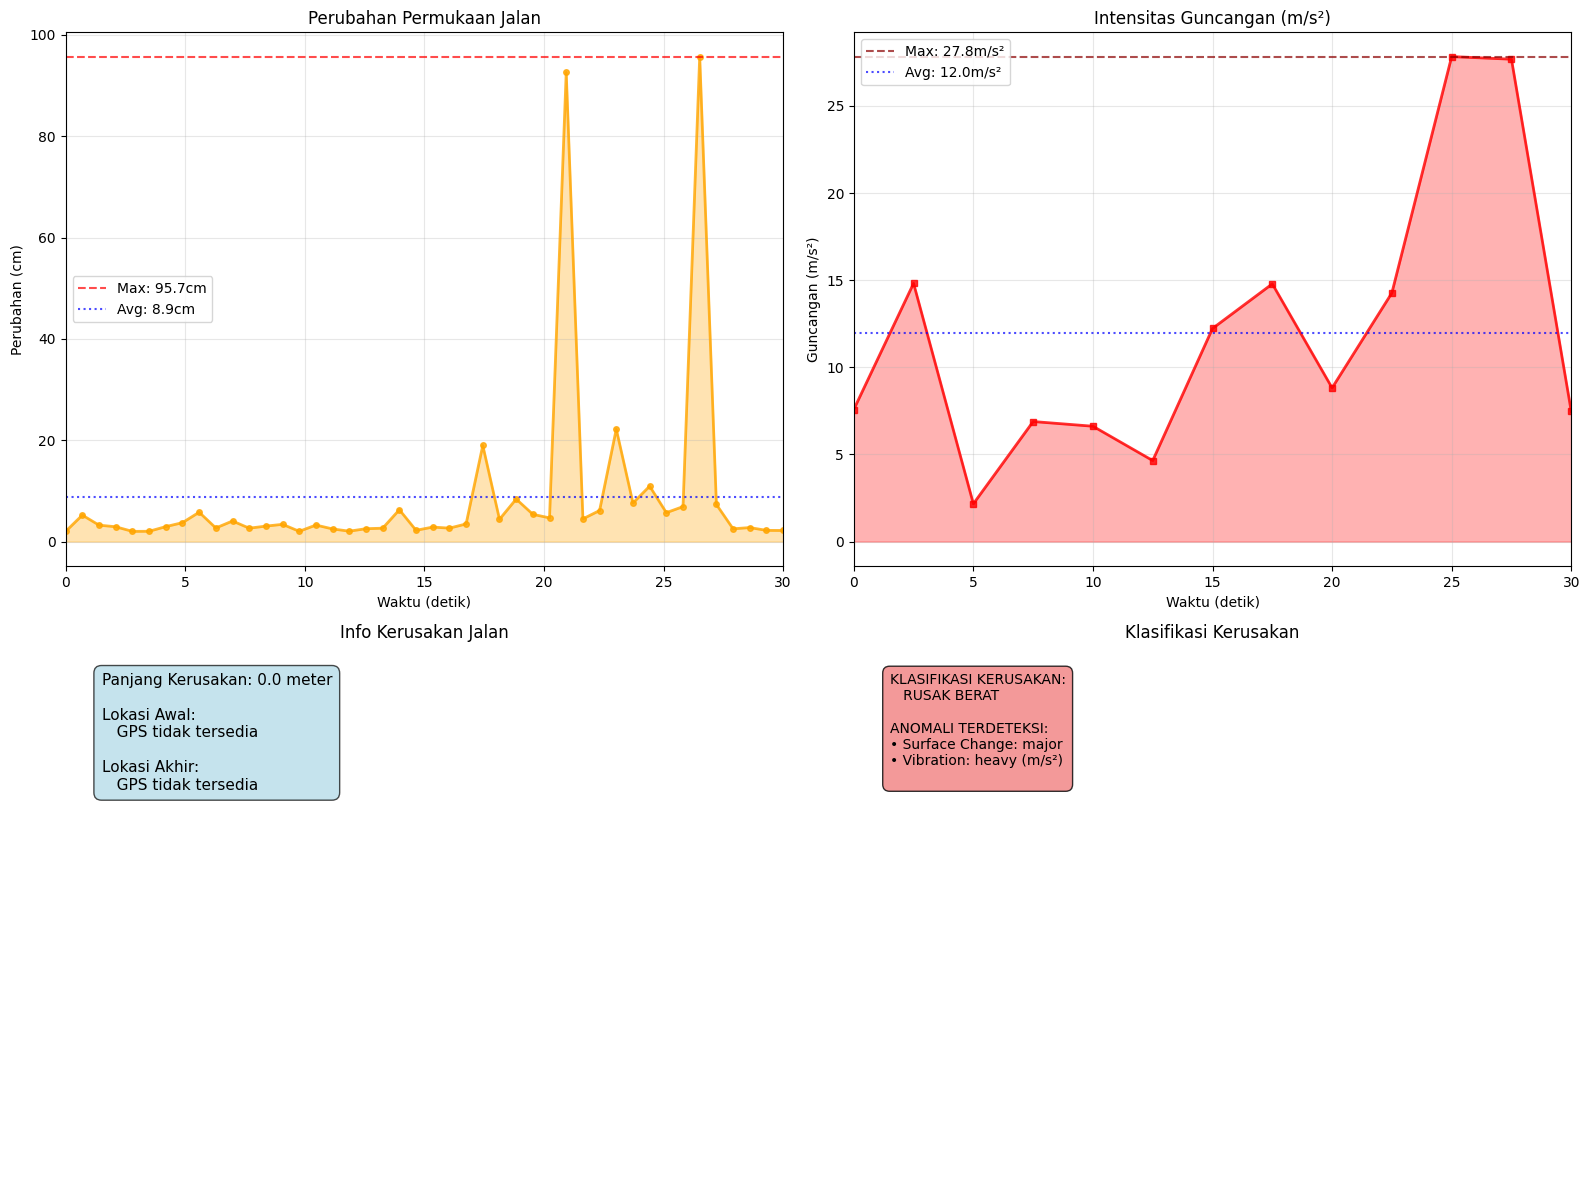 Perubahan Permukaan Jalan
100
80
60
40
20
0
Perubahan (cm)
Max: 95.7cm
Avg: 8.9cm
0 5 10 15 20 25 30
Waktu (detik)
Intensitas Guncangan (m/s²)
Max: 27.8m/s²
Avg: 12.0m/s²
25
20
15
10
5
0
Guncangan (m/s²)
0 5 10 15 20 25 30
Waktu (detik)
Info Kerusakan Jalan
Panjang Kerusakan: 0.0 meter
Lokasi Awal:
GPS tidak tersedia
Lokasi Akhir:
GPS tidak tersedia
Klasifikasi Kerusakan
KLASIFIKASI KERUSAKAN:
RUSAK BERAT
ANOMALI TERDETEKSI:
• Surface Change: major
• Vibration: heavy (m/s²)